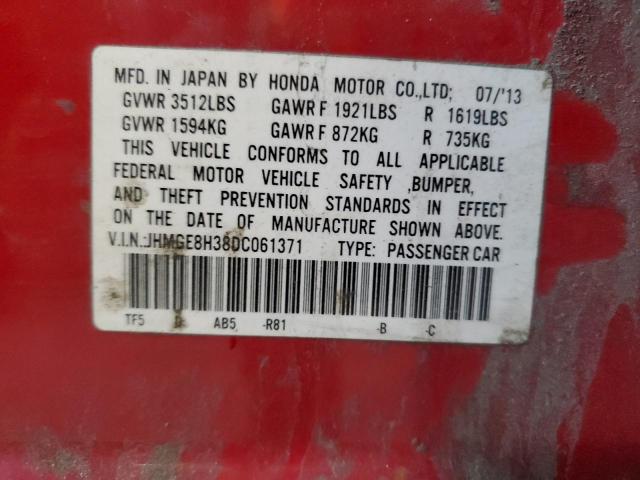 MFD. IN JAPAN BY HONDA MOTOR CO.,LTD; 07/'13
GVWR 3512LBS GAWR F 1921LBS R 1619LBS
GVWR 1594KG GAWR F 872KG R 735KG
THIS VEHICLE CONFORMS TO ALL APPLICABLE
FEDERAL MOTOR VEHICLE SAFETY ,BUMPER,
AND THEFT PREVENTION STANDARDS IN EFFECT
ON THE DATE OF MANUFACTURE SHOWN ABOVE.
V.I.N.:JHMGE8H38DC061371 TYPE: PASSENGER CAR
TF5 AB5 -R81 -B -C